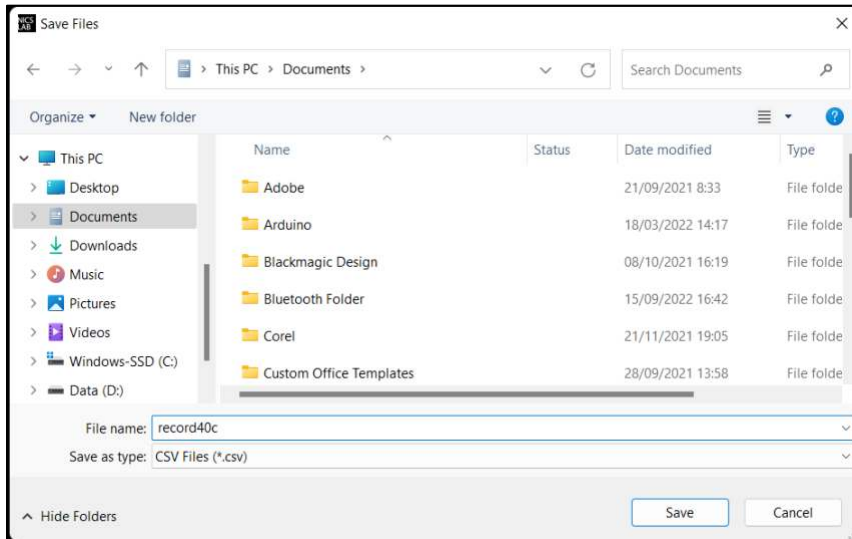 NICS
LAB
Save Files
This PC > Documents >
Search Documents
Organize
New folder
This PC
Desktop
Documents
Downloads
Music
Pictures
Videos
Windows-SSD (C:)
Data (D:)
Name Status Date modified Type
Adobe 21/09/2021 8:33 File folde
Arduino 18/03/2022 14:17 File folde
Blackmagic Design 08/10/2021 16:19 File folde
Bluetooth Folder 15/09/2022 16:42 File folde
Corel 21/11/2021 19:05 File folde
Custom Office Templates 28/09/2021 13:58 File folde
File name: record40c
Save as type: CSV Files (*.csv)
Hide Folders
Save
Cancel